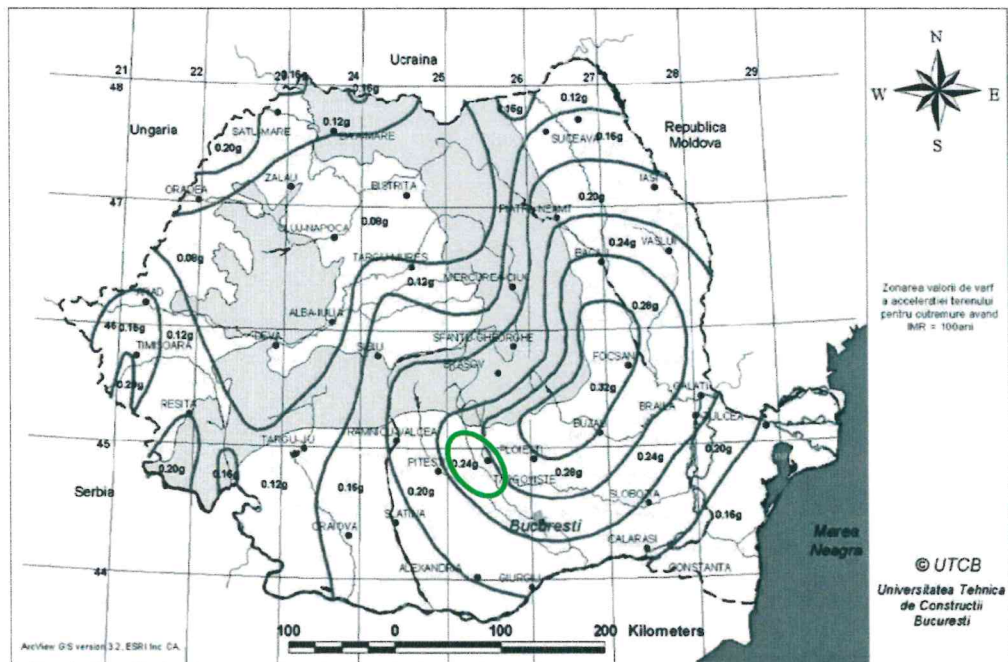 N
W E
S
Ucraina
21 22 23 24 25 26 27 28 29
48
0.16g
0.16g
16g
0.12g
0.12g
SATU-MARE
BAIA-MARE
SUCEAVA
0.16g
Ungaria
Republica
Moldova
0.20g
ORADEA
ZALAU
BISTRITA
IASI
47
0.20g
PIATRA-NEAMT
0.08g
CLUJ-NAPOCA
0.24g
VASLUI
BACAU
0.08g
TARGU-MURES
0.12g
MERCUREA-CIUC
Zonarea valorii de varf
a acceleratiei terenului
pentru cutremure avand
IMR = 100ani
ARAD
0.28g
ALBA-IULIA
46
0.16g
0.12g
TIMISOARA
DEVA
SIBIU
SFANTU-GHEORGHE
BRASOV
FOCSANI
0.20g
0.32g
RESITA
GALATI
BRAILA
TULCEA
BUZAU
RAMNICU-VALCEA
45
TARGU-JIU
PLOIESTI
PITESTI
0.24g
0.24g
0.20g
0.20g
0.16g
0.12g
0.28g
TARGOVISTE
Serbia
0.16g
0.20g
SLOBOZIA
0.16g
SLATINA
CRAIOVA
Bucuresti
CALARASI
Marea
Neagra
ALEXANDRIA
GIURGIU
CONSTANTA
44
© UTCB
Universitatea Tehnica
de Constructii
Bucuresti
100 0 100 200 Kilometers
ArcView GIS version 3.2, ESRI Inc. CA.